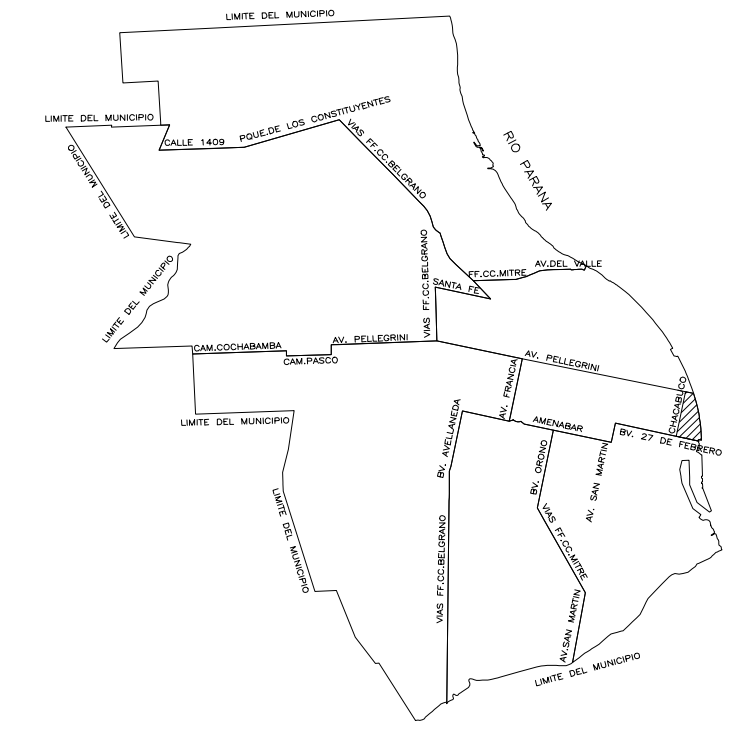 LIMITE DEL MUNICIPIO
LIMITE DEL MUNICIPIO
CALLE 1409
PQUE.DE LOS CONSTITUYENTES
VIAS FF.CC.BELGRANO
RIO PARANA
LIMITE DEL MUNICIPIO
LIMITE DEL MUNICIPIO
VIAS FF.CC.BELGRANO
SANTA FE
FF.CC.MITRE
AV.DEL VALLE
CAM.COCHABAMBA
CAM.PASCO
AV. PELLEGRINI
AV. PELLEGRINI
AV. FRANCIA
CHACABUCO
LIMITE DEL MUNICIPIO
BV. AVELLANEDA
AMENABAR
BV. 27 DE FEBRERO
BV. ORONO
AV. SAN MARTIN
LIMITE DEL MUNICIPIO
VIAS FF.CC.BELGRANO
VIAS FF.CC.MITRE
AV.SAN MARTIN
LIMITE DEL MUNICIPIO